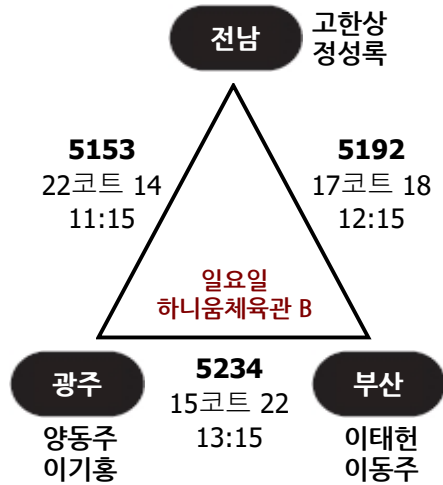 전남
고한상
정성록
5153
22코트 14
11:15
5192
17코트 18
12:15
일요일
하니움체육관 B
광주
양동주
이기홍
5234
15코트 22
13:15
부산
이태헌
이동주